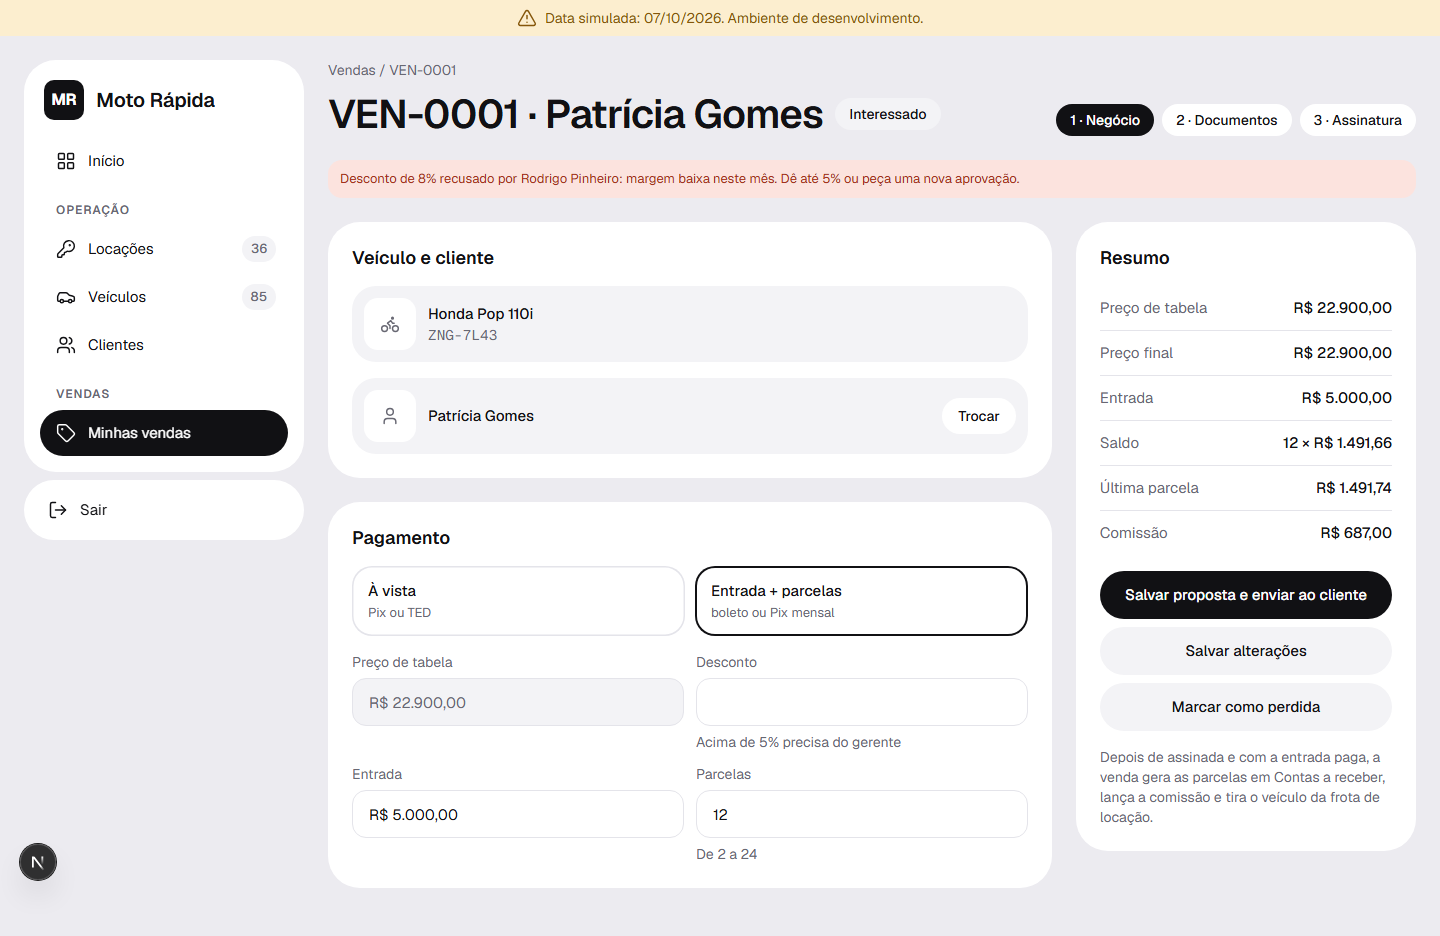 Data simulada: 07/10/2026. Ambiente de desenvolvimento.
MR
Moto Rápida
Início
OPERAÇÃO
Locações 36
Veículos 85
Clientes
VENDAS
Minhas vendas
Sair
Vendas / VEN-0001
VEN-0001 · Patrícia Gomes
Interessado
1 · Negócio
2 · Documentos
3 · Assinatura
Desconto de 8% recusado por Rodrigo Pinheiro: margem baixa neste mês. Dê até 5% ou peça uma nova aprovação.
Veículo e cliente
Honda Pop 110i
ZNG-7L43
Patrícia Gomes
Trocar
Pagamento
À vista
Pix ou TED
Entrada + parcelas
boleto ou Pix mensal
Preço de tabela
R$ 22.900,00
Desconto
Acima de 5% precisa do gerente
Entrada
R$ 5.000,00
Parcelas
12
De 2 a 24
Resumo
Preço de tabela R$ 22.900,00
Preço final R$ 22.900,00
Entrada R$ 5.000,00
Saldo 12 × R$ 1.491,66
Última parcela R$ 1.491,74
Comissão R$ 687,00
Salvar proposta e enviar ao cliente
Salvar alterações
Marcar como perdida
Depois de assinada e com a entrada paga, a
venda gera as parcelas em Contas a receber,
lança a comissão e tira o veículo da frota de
locação.
N